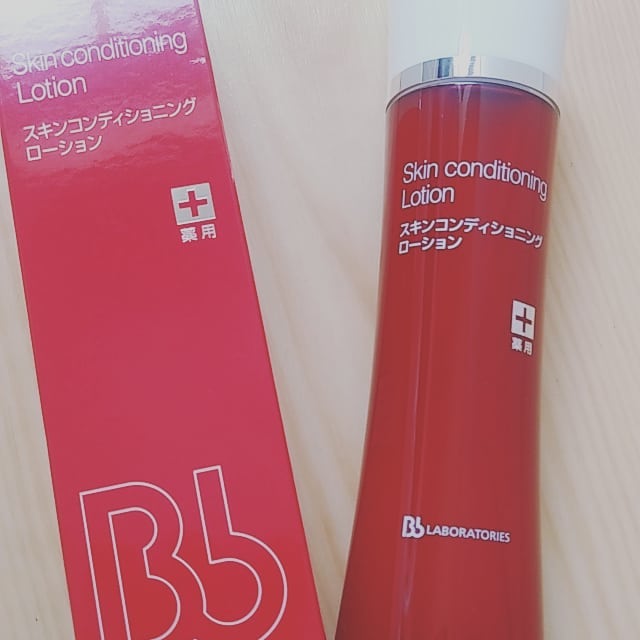 Skin conditioning
Lotion
スキンコンディショニング
ローション
薬用
Bb
Skin conditioning
Lotion
スキンコンディショニング
ローション
薬用
Bb LABORATORIES